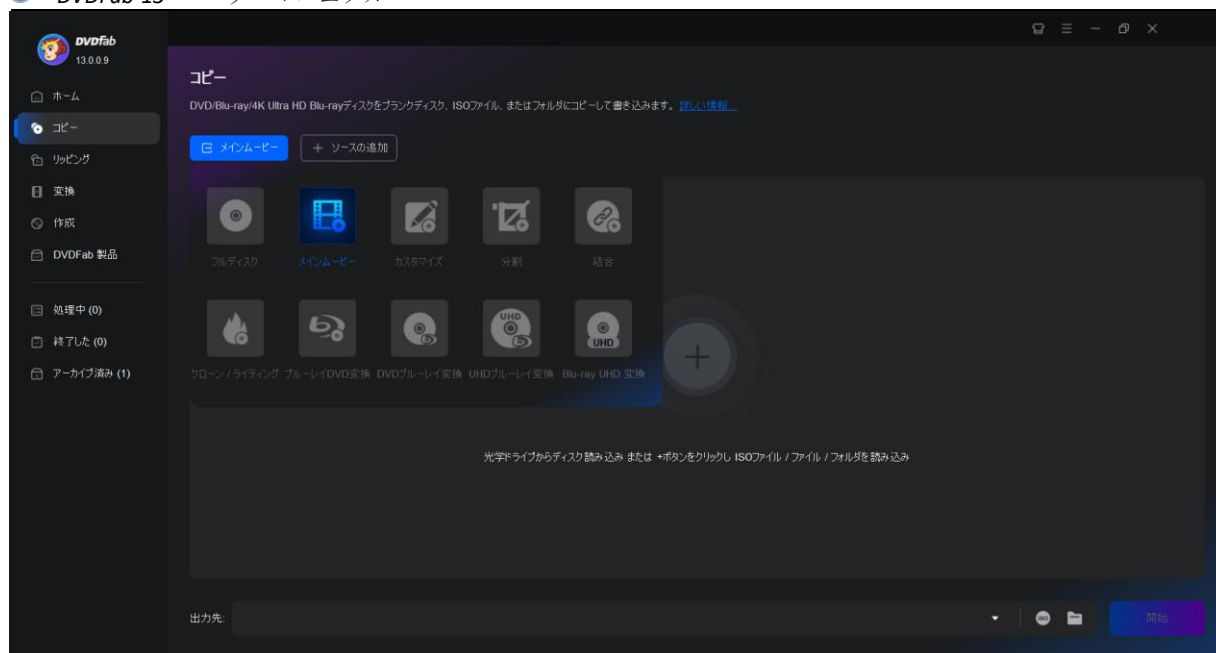 DVDFab 13
DVDFab
13.0.0.9
ホーム
コピー
リッピング
変換
作成
DVDFab 製品
処理中 (0)
終了した (0)
アーカイブ済み (1)
コピー
DVD/Blu-ray/4K Ultra HD Blu-rayディスクをブランクディスク、ISOファイル、またはフォルダにコピーして書き込みます。 詳しい情報...
メインムービー
+ ソースの追加
フルディスク メインムービー カスタマイズ 分割 結合
UHD
UHD
クローン / ライティング ブルーレイDVD変換 DVDブルーレイ変換 UHDブルーレイ変換 Blu-ray UHD 変換
光学ドライブからディスク読み込み または +ボタンをクリックし ISOファイル / ファイル / フォルダを読み込み
出力先:
ISO
開始